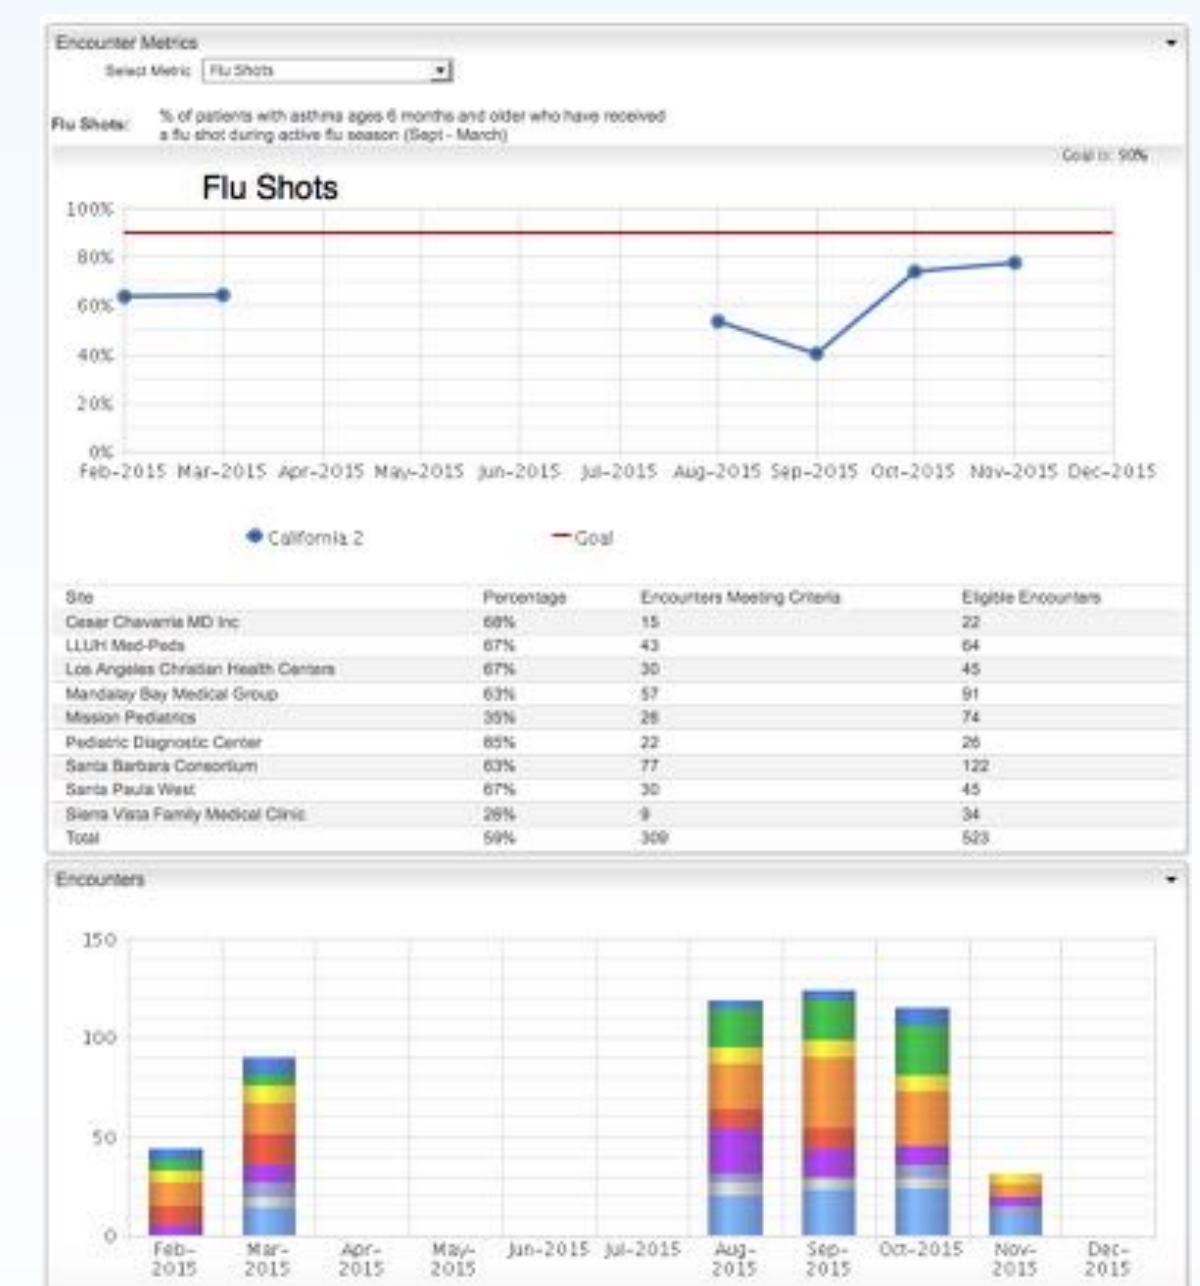 Encounter Metrics
Select Metric Flu Shots
Flu Shots: % of patients with asthma ages 6 months and older who have received
a flu shot during active flu season (Sept - March)
Goal is: 90%
Flu Shots
100%
80%
60%
40%
20%
0%
Feb-2015 Mar-2015 Apr-2015 May-2015 Jun-2015 Jul-2015 Aug-2015 Sep-2015 Oct-2015 Nov-2015 Dec-2015
California 2 Goal
Site Percentage Encounters Meeting Criteria Eligible Encounters
Cesar Chavarria MD Inc 68% 15 22
LLUH Med-Peds 67% 43 64
Los Angeles Christian Health Centers 67% 30 45
Mandalay Bay Medical Group 63% 57 91
Mission Pediatrics 35% 26 74
Pediatric Diagnostic Center 85% 22 26
Santa Barbara Consortium 63% 77 122
Santa Paula West 67% 30 45
Sierra Vista Family Medical Clinic 26% 9 34
Total 59% 309 523
Encounters
150
100
50
0
Feb- Mar- Apr- May- Jun-2015 Jul-2015 Aug- Sep- Oct-2015 Nov- Dec-
2015 2015 2015 2015 2015 2015 2015 2015